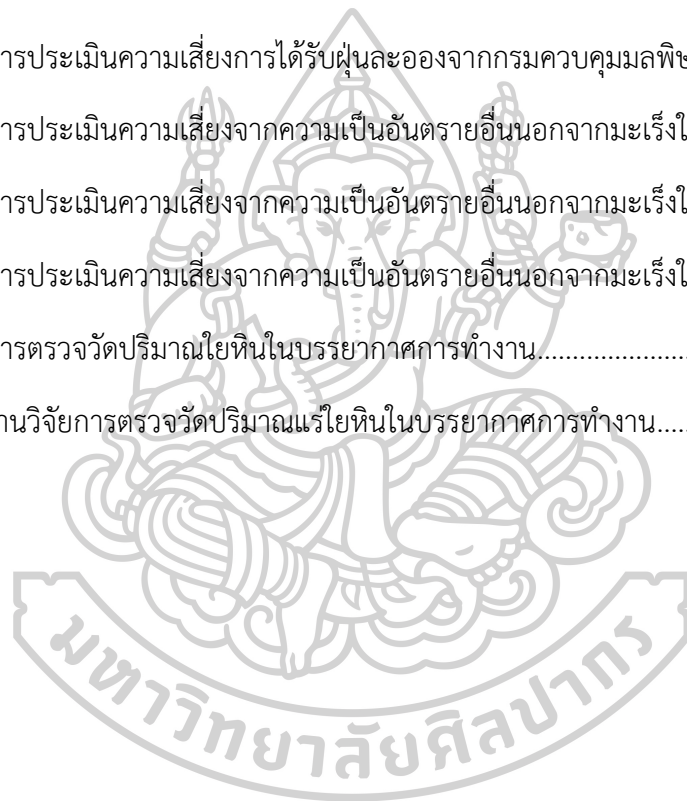 ารประเมินความเสี่ยงการได้รับฝุ่นละอองจากกรมควบคุมมลพิษ
ารประเมินความเสี่ยงจากความเป็นอันตรายอื่นนอกจากมะเร็งใ
ารประเมินความเสี่ยงจากความเป็นอันตรายอื่นนอกจากมะเร็งใ
ารประเมินความเสี่ยงจากความเป็นอันตรายอื่นนอกจากมะเร็งใ
ารตรวจวัดปริมาณใยหินในบรรยากาศการทำงาน.....................
านวิจัยการตรวจวัดปริมาณแร่ใยหินในบรรยากาศการทำงาน.....
มหาวิทยาลัยศิลปากร